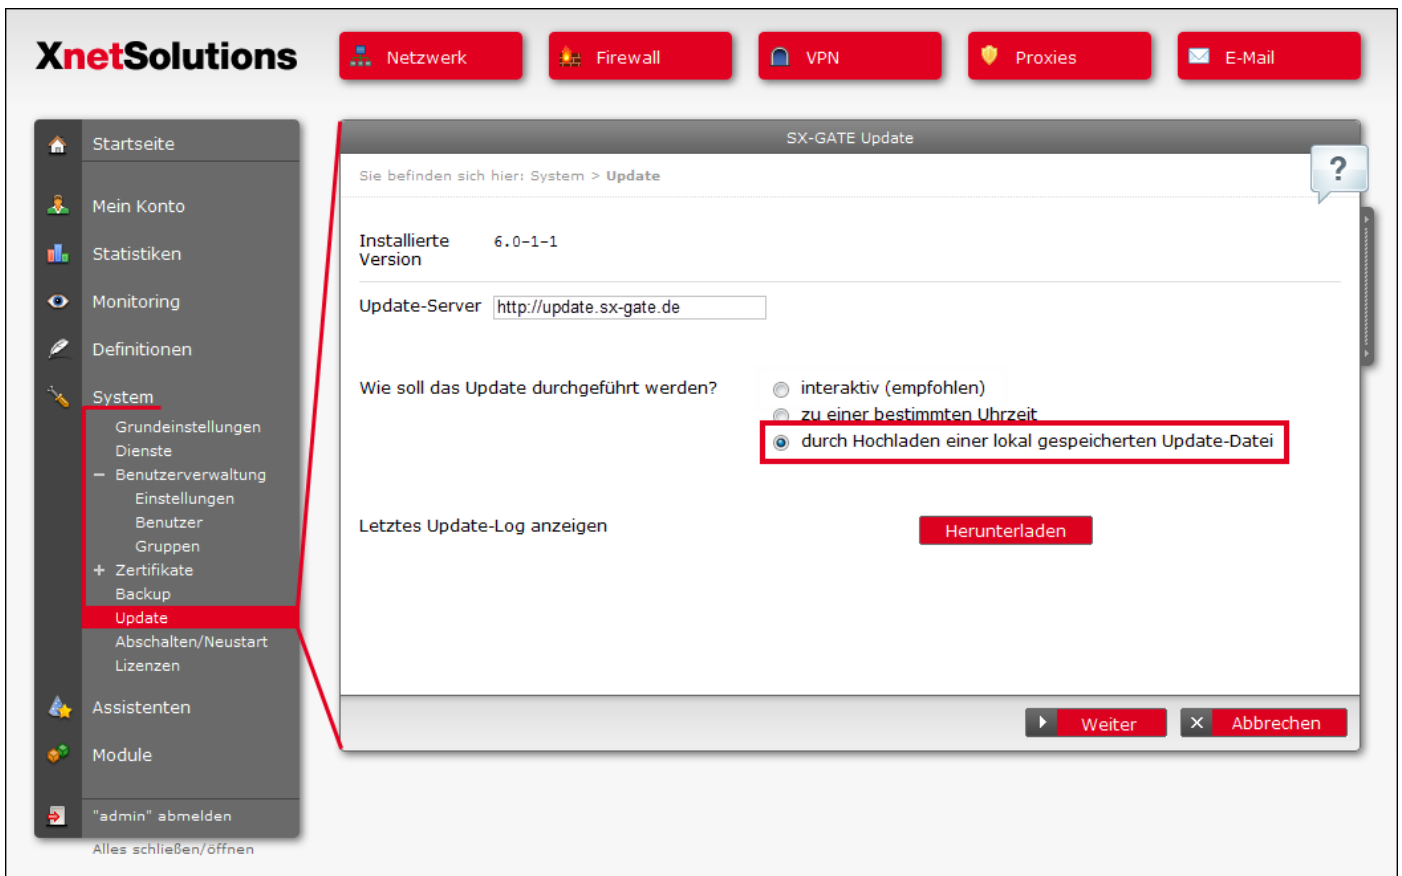 XnetSolutions
Netzwerk
Firewall
VPN
Proxies
E-Mail
Startseite
Mein Konto
Statistiken
Monitoring
Definitionen
System
Grundeinstellungen
Dienste
− Benutzerverwaltung
Einstellungen
Benutzer
Gruppen
+ Zertifikate
Backup
Update
Abschalten/Neustart
Lizenzen
Assistenten
Module
"admin" abmelden
Alles schließen/öffnen
SX-GATE Update
?
Sie befinden sich hier: System > Update
Installierte 6.0-1-1
Version
Update-Server http://update.sx-gate.de
Wie soll das Update durchgeführt werden?
interaktiv (empfohlen)
zu einer bestimmten Uhrzeit
durch Hochladen einer lokal gespeicherten Update-Datei
Letztes Update-Log anzeigen
Herunterladen
Weiter
Abbrechen